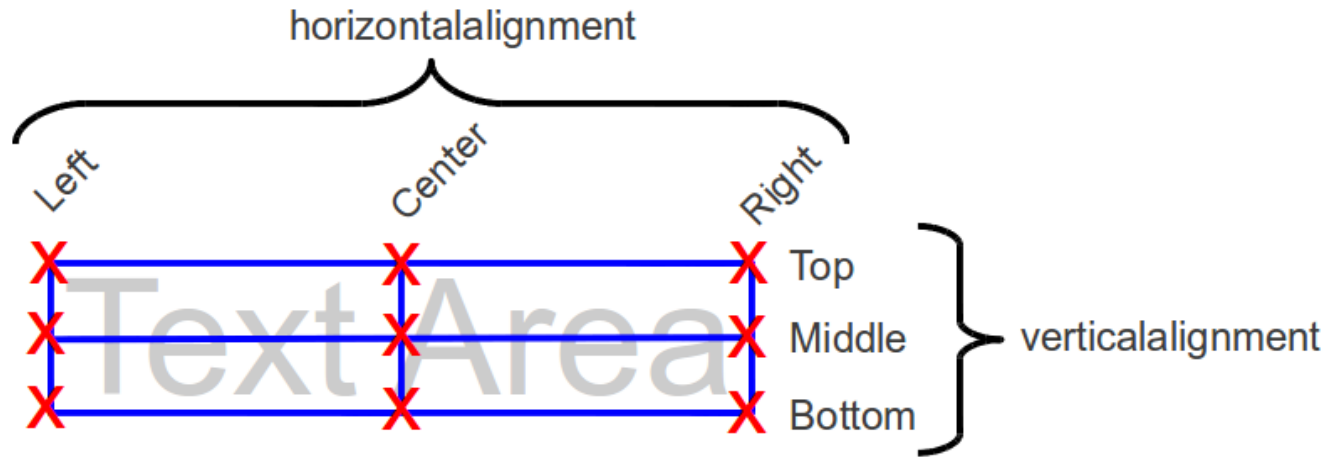 horizontalalignment
Left
Center
Right
Top
Text Area
Middle
verticalalignment
Bottom
X
X
X
X
X
X
X
X
X